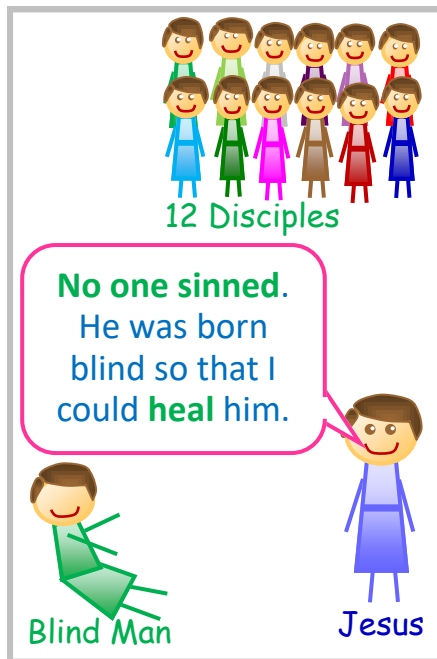 12 Disciples
No one sinned.
He was born
blind so that I
could heal him.
Blind Man
Jesus